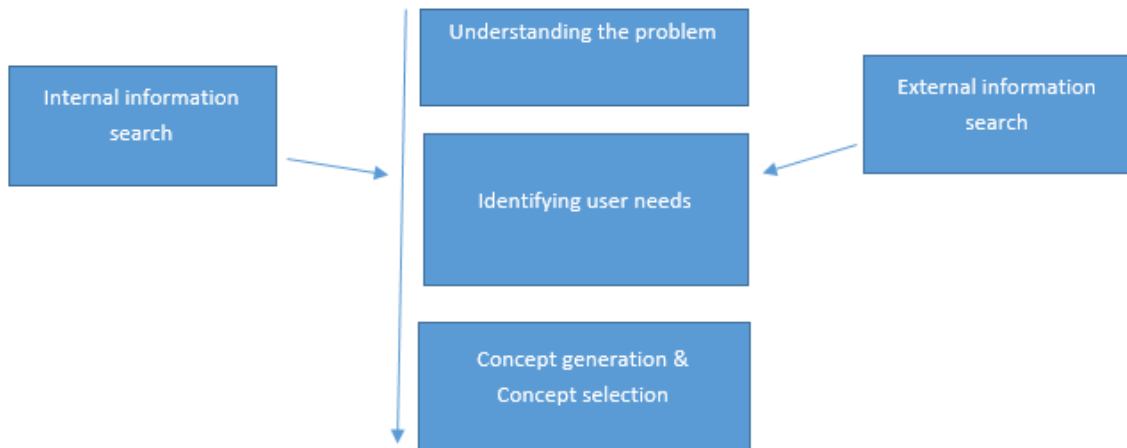 Understanding the problem
Internal information
search
External information
search
Identifying user needs
Concept generation &
Concept selection